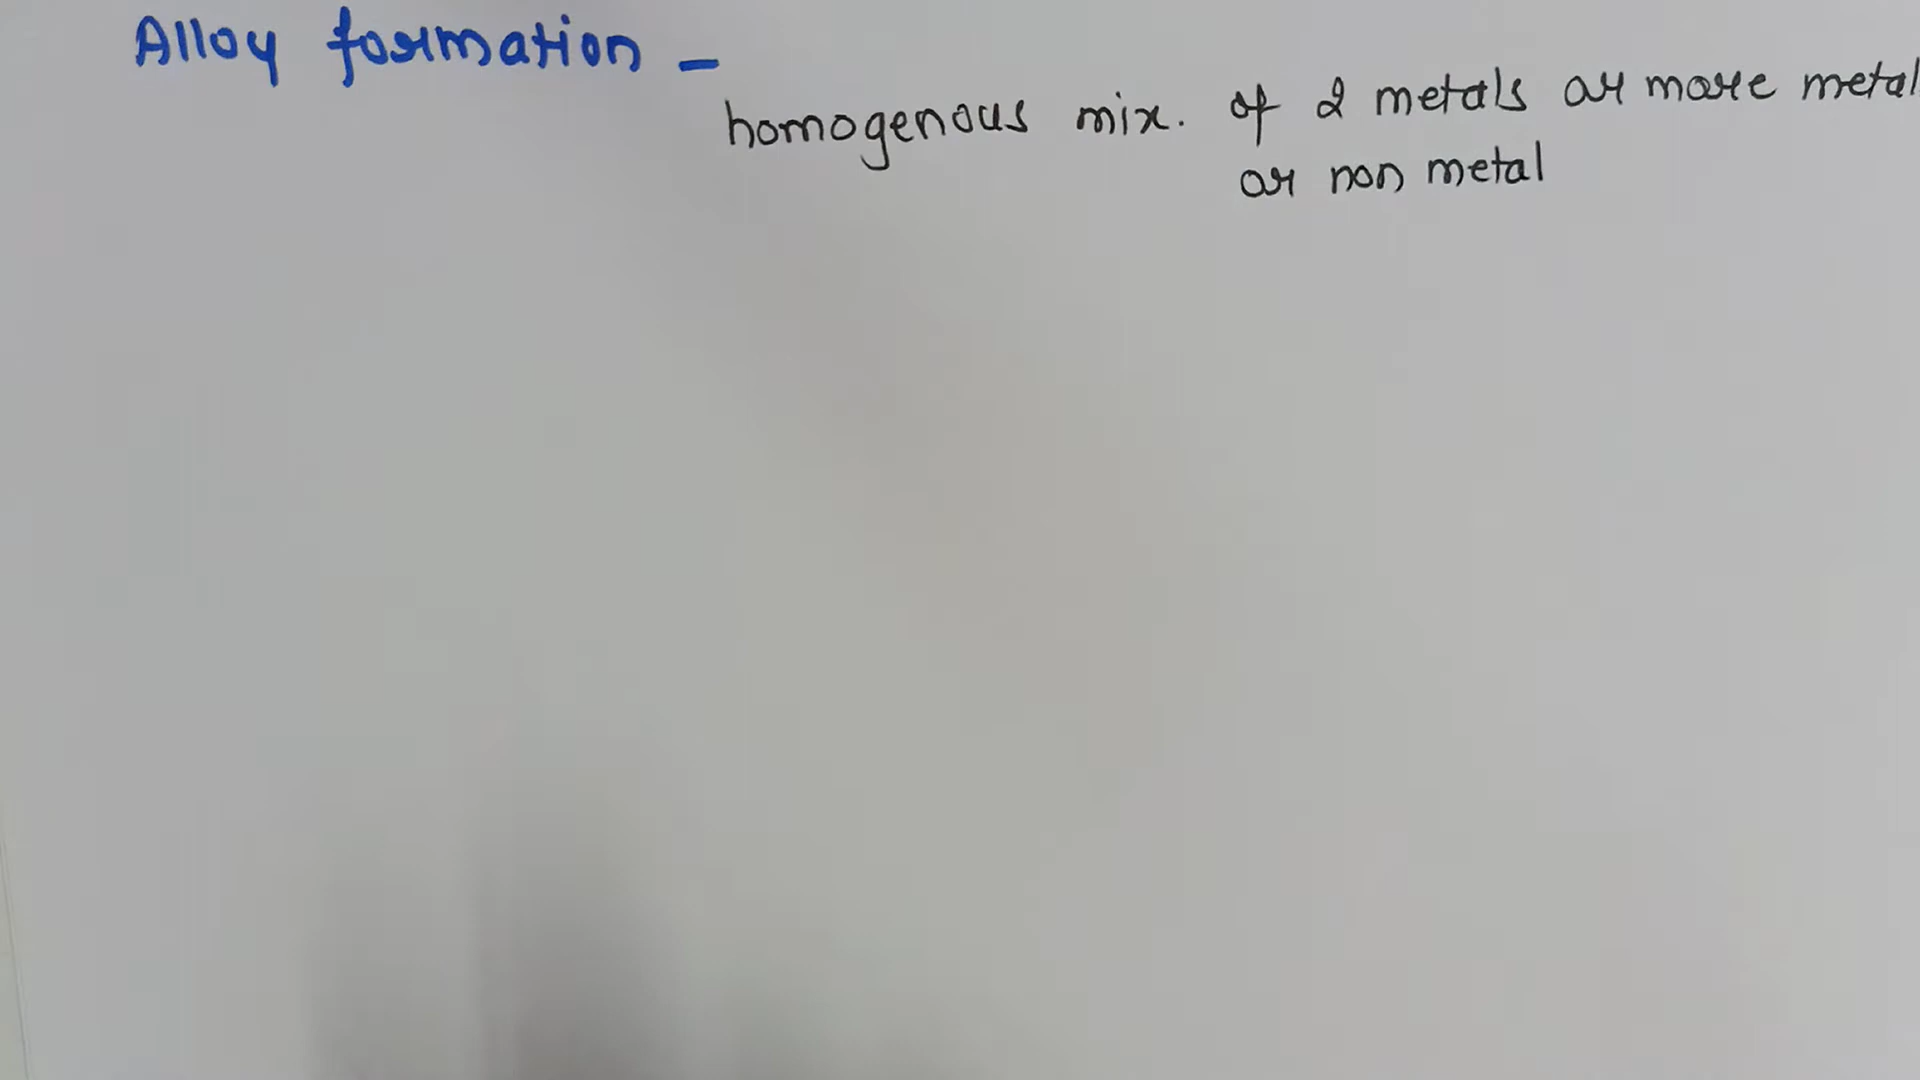 Alloy formation -
homogenous mix. of 2 metals or more metal
or non metal